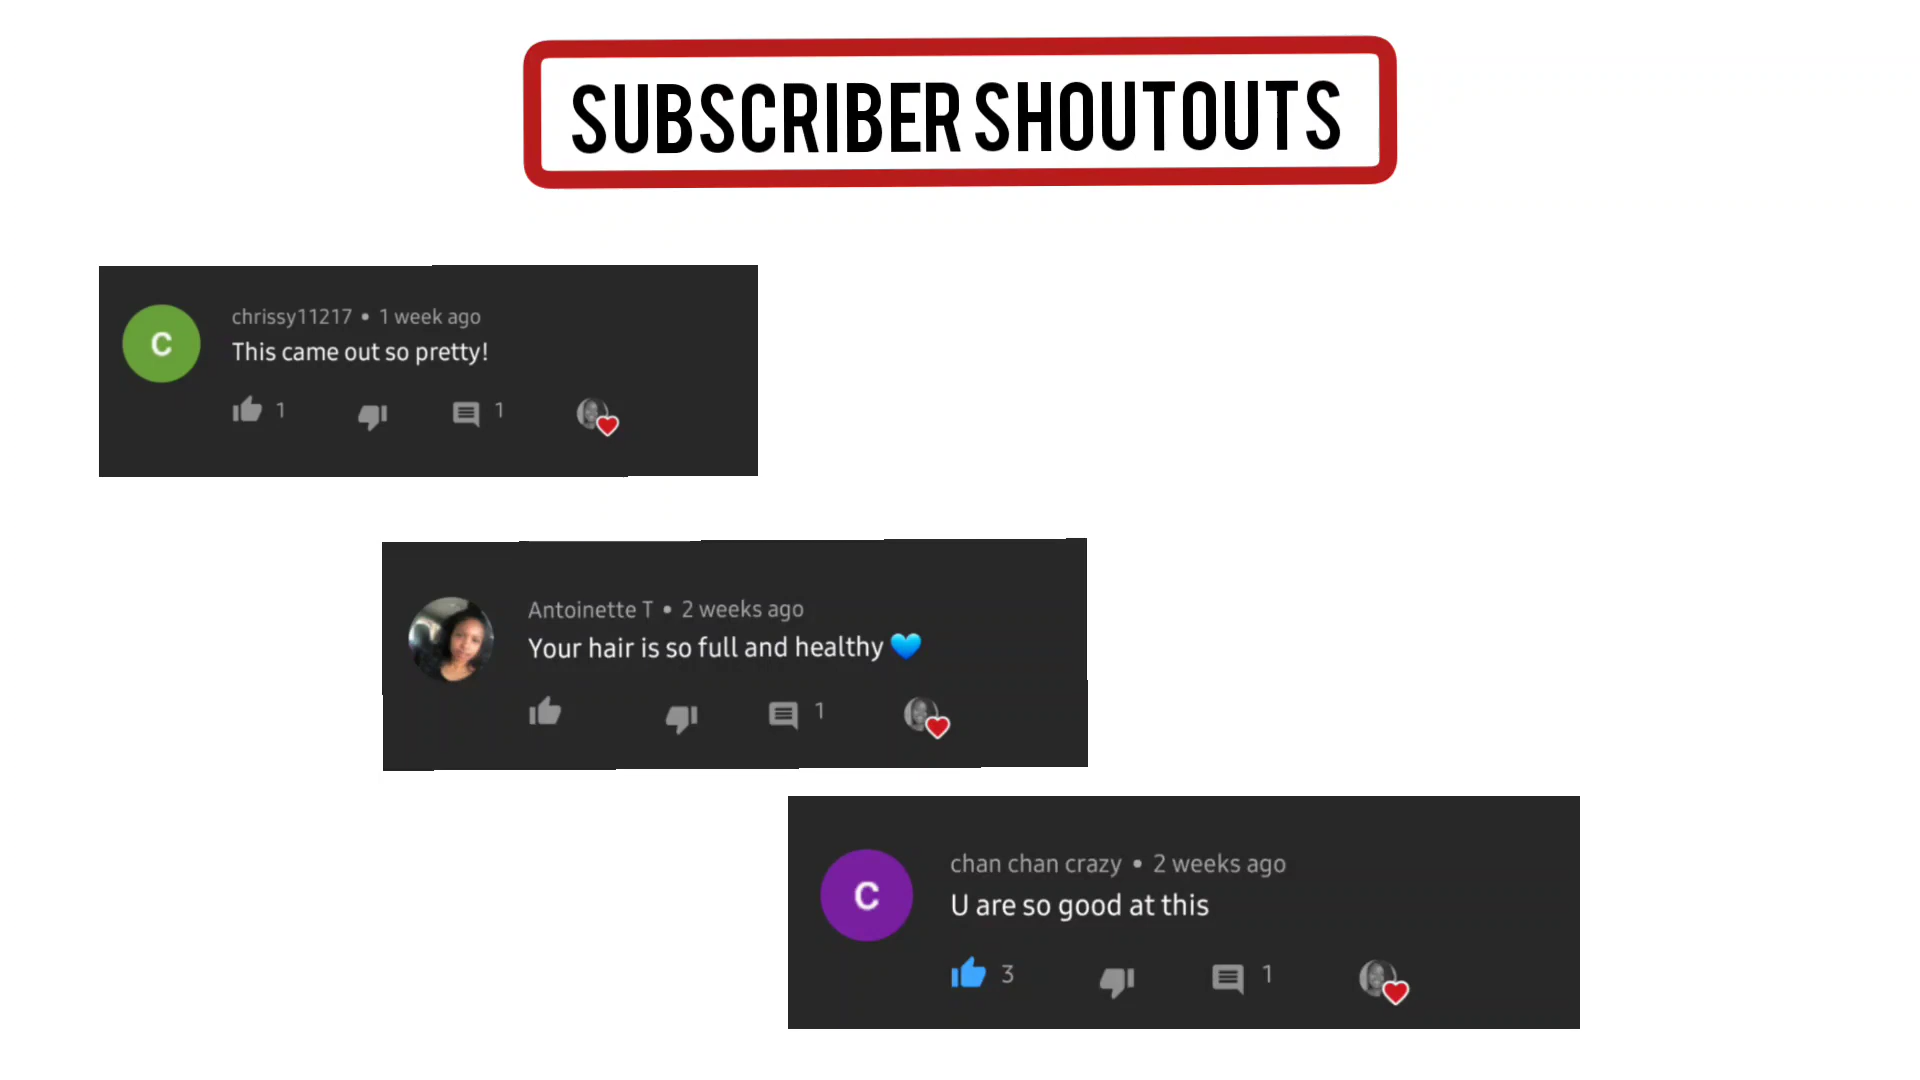 SUBSCRIBER SHOUTOUTS
C
chrissy11217 • 1 week ago
This came out so pretty!
1 1
Antoinette T • 2 weeks ago
Your hair is so full and healthy 💙
1
C
chan chan crazy • 2 weeks ago
U are so good at this
3 1